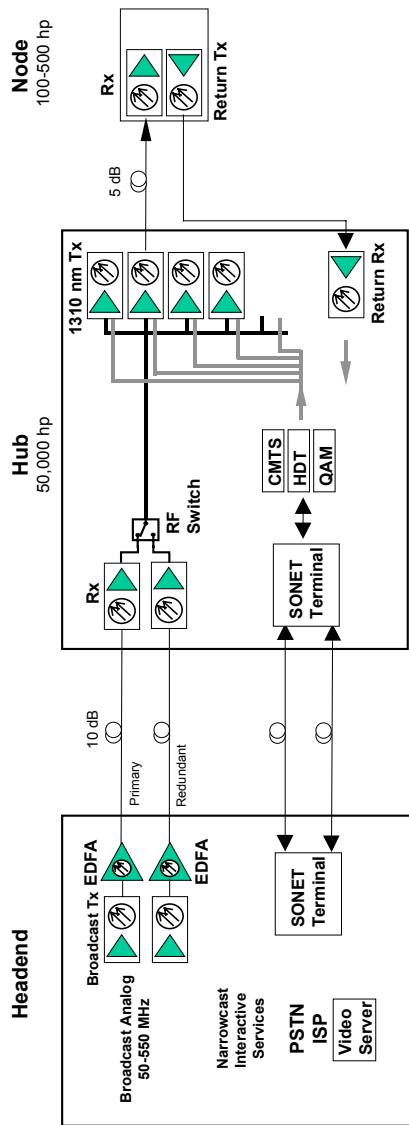 Headend
Broadcast Tx
EDFA
EDFA
Broadcast Analog
50-550 MHz
Narrowcast
Interactive
Services
PSTN
ISP
Video
Server
SONET
Terminal
10 dB
Primary
Redundant
Hub
50,000 hp
Rx
RF
Switch
1310 nm Tx
SONET
Terminal
CMTS
HDT
QAM
Return Rx
5 dB
Node
100-500 hp
Rx
Return Tx